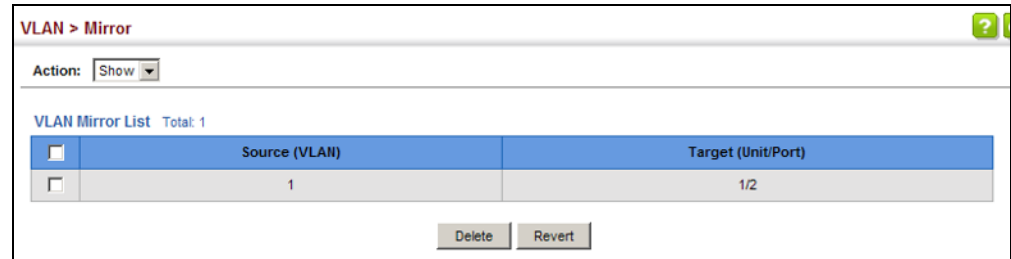 VLAN > Mirror
?
Action: Show
VLAN Mirror List Total: 1
Source (VLAN) Target (Unit/Port)
1 1/2
Delete Revert